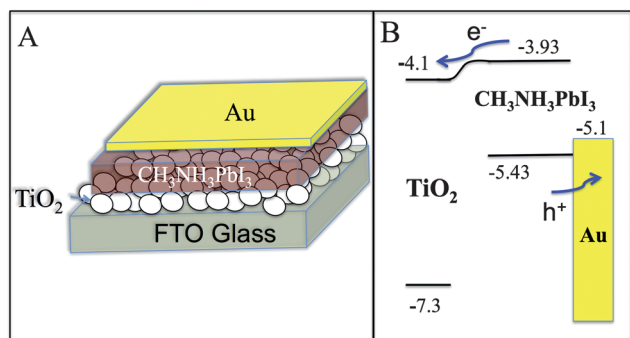 A
Au
CH₃NH₃PbI₃
TiO₂
FTO Glass
B
e⁻
-4.1
-3.93
CH₃NH₃PbI₃
-5.1
-5.43
TiO₂
h⁺
Au
-7.3